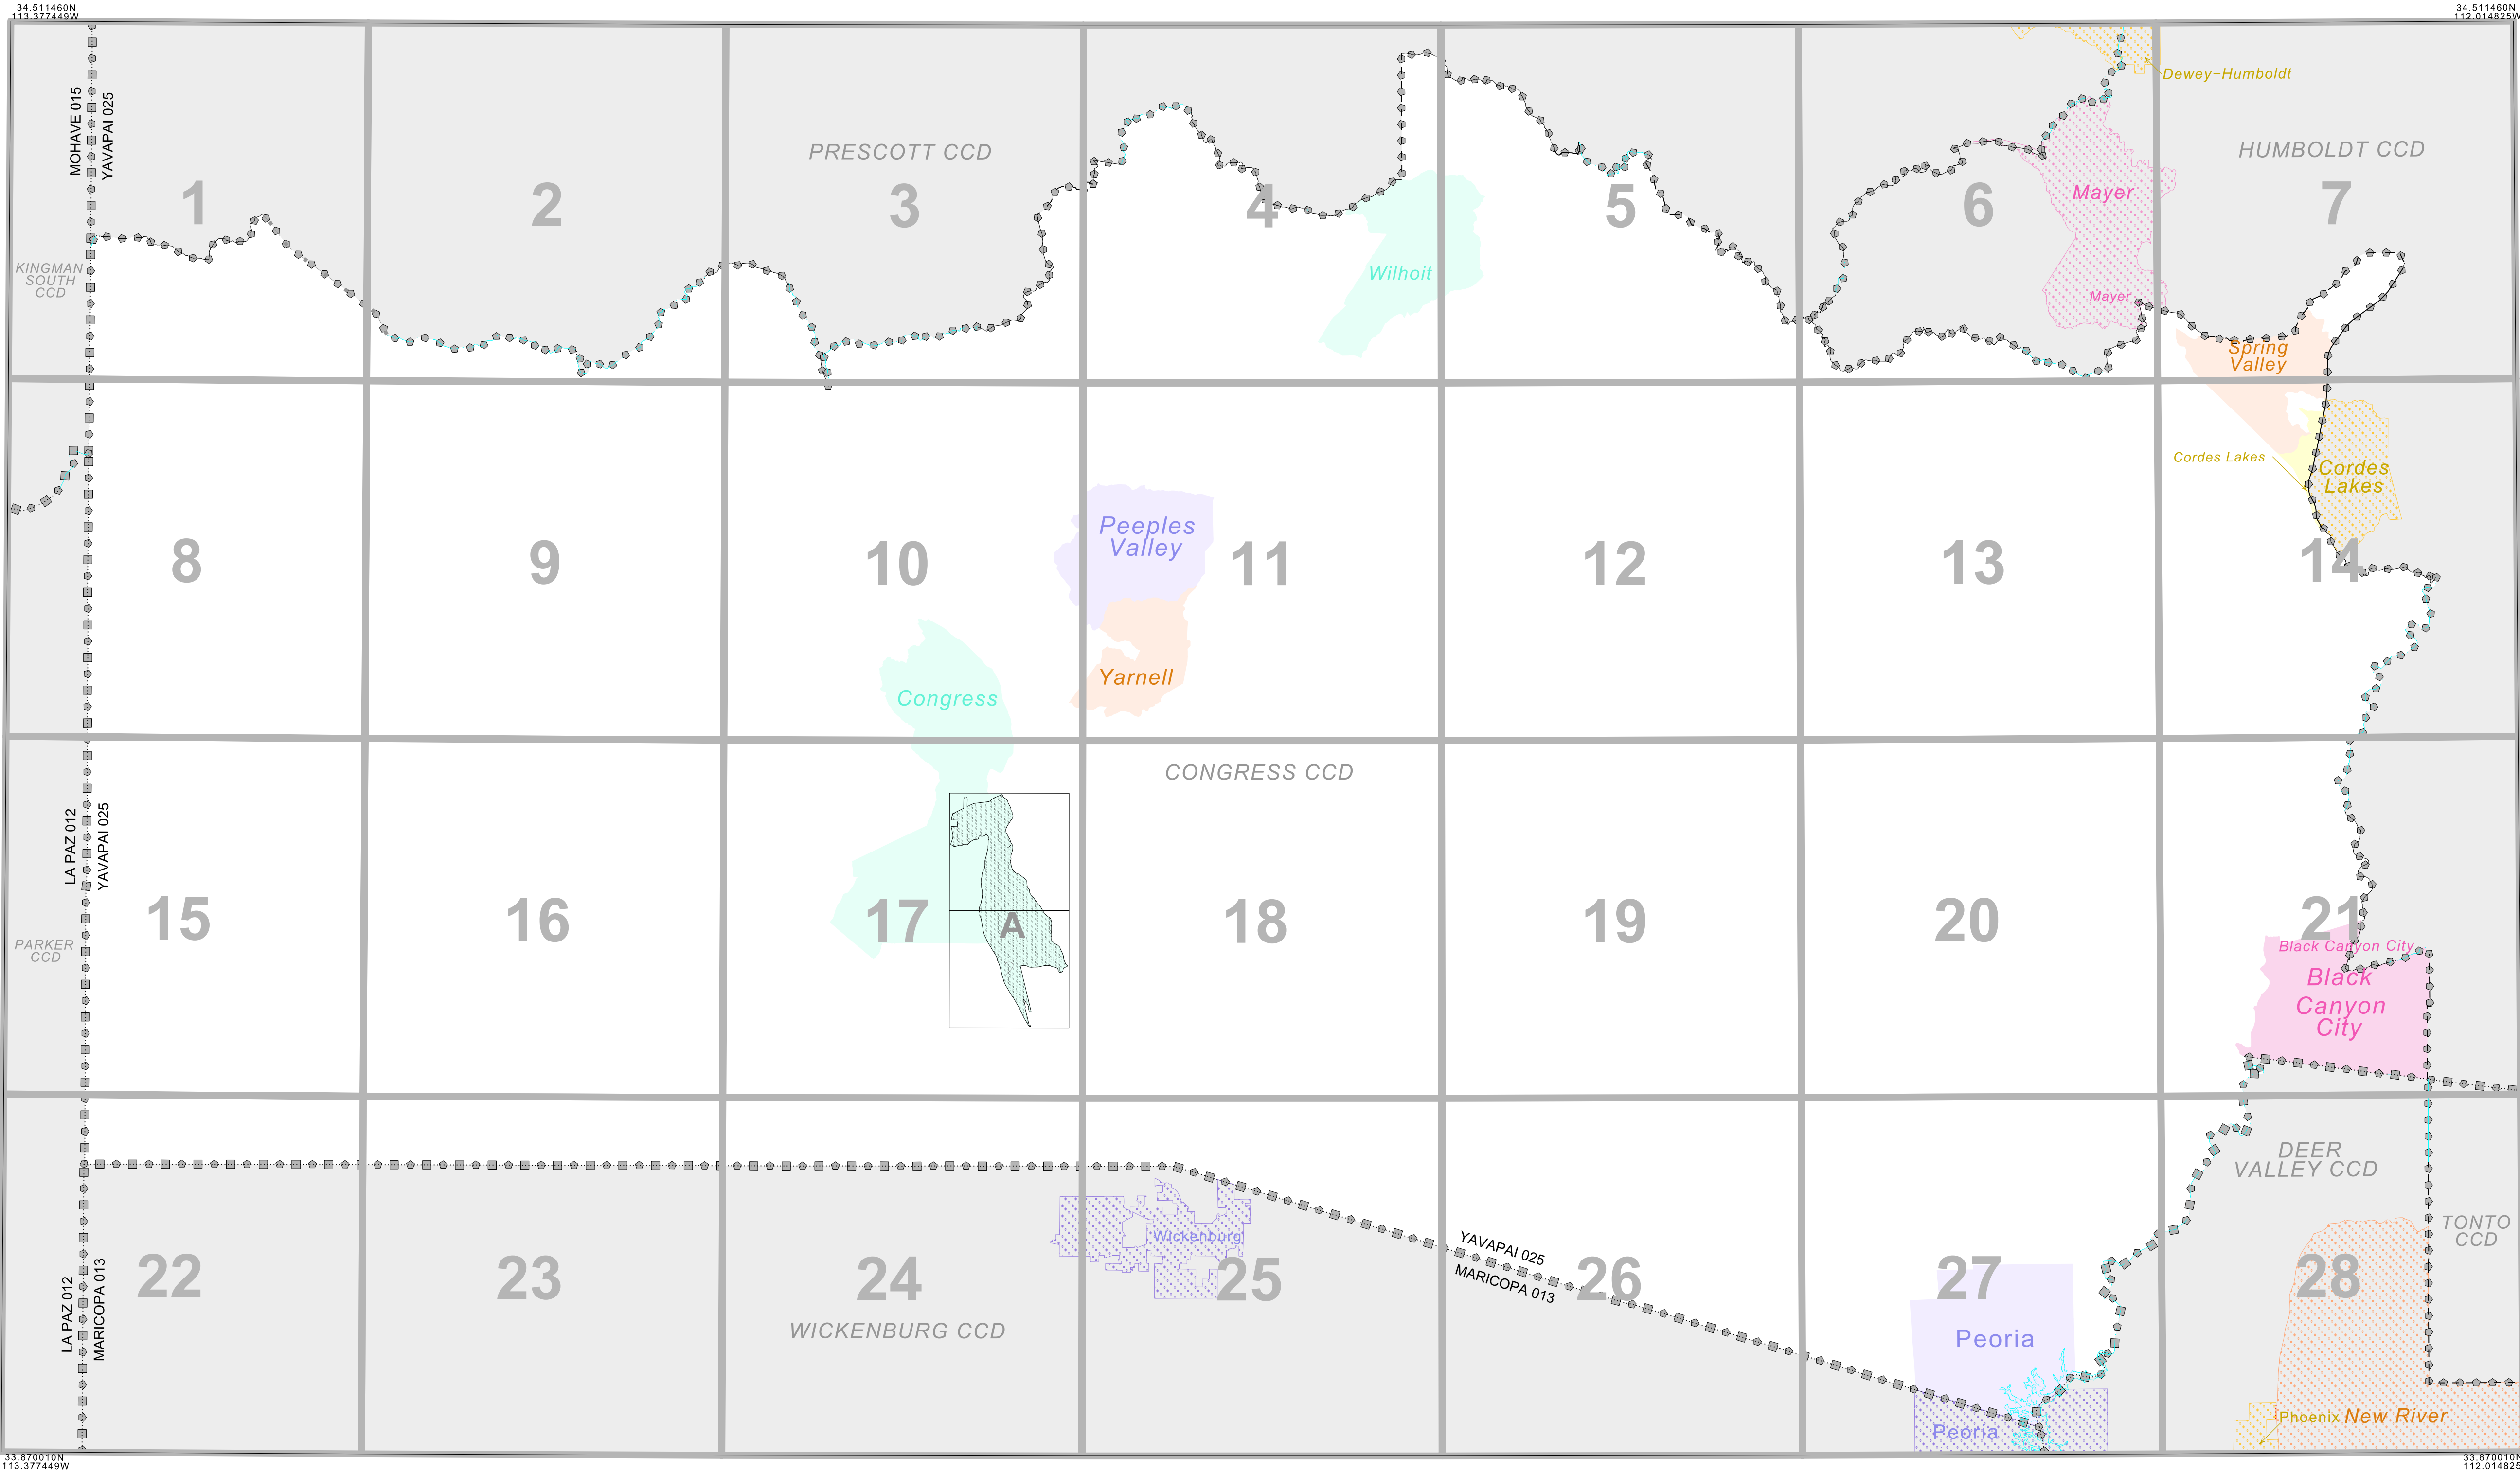 34.511460N
113.377449W
34.511460N
112.014825W
MOHAVE 015
YAVAPAI 025
Dewey-Humboldt
PRESCOTT CCD
HUMBOLDT CCD
1
2
3
4
5
6
7
Mayer
KINGMAN
SOUTH
CCD
Wilhoit
Mayer
Spring
Valley
Cordes Lakes
Cordes
Lakes
Peeples
Valley
8
9
10
11
12
13
14
Yarnell
Congress
CONGRESS CCD
LA PAZ 012
YAVAPAI 025
15
16
17
18
19
20
21
A
2
PARKER
CCD
Black Canyon City
Black
Canyon
City
DEER
VALLEY CCD
TONTO
CCD
Wickenburg
YAVAPAI 025
MARICOPA 013
LA PAZ 012
MARICOPA 013
22
23
24
25
26
27
28
WICKENBURG CCD
Peoria
Peoria
Phoenix
New River
33.870010N
113.377449W
33.870010N
112.014825W